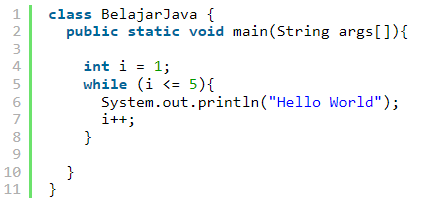 1 class BelajarJava {
2   public static void main(String args[]){
3
4     int i = 1;
5     while (i <= 5){
6       System.out.println("Hello World");
7       i++;
8     }
9
10   }
11 }